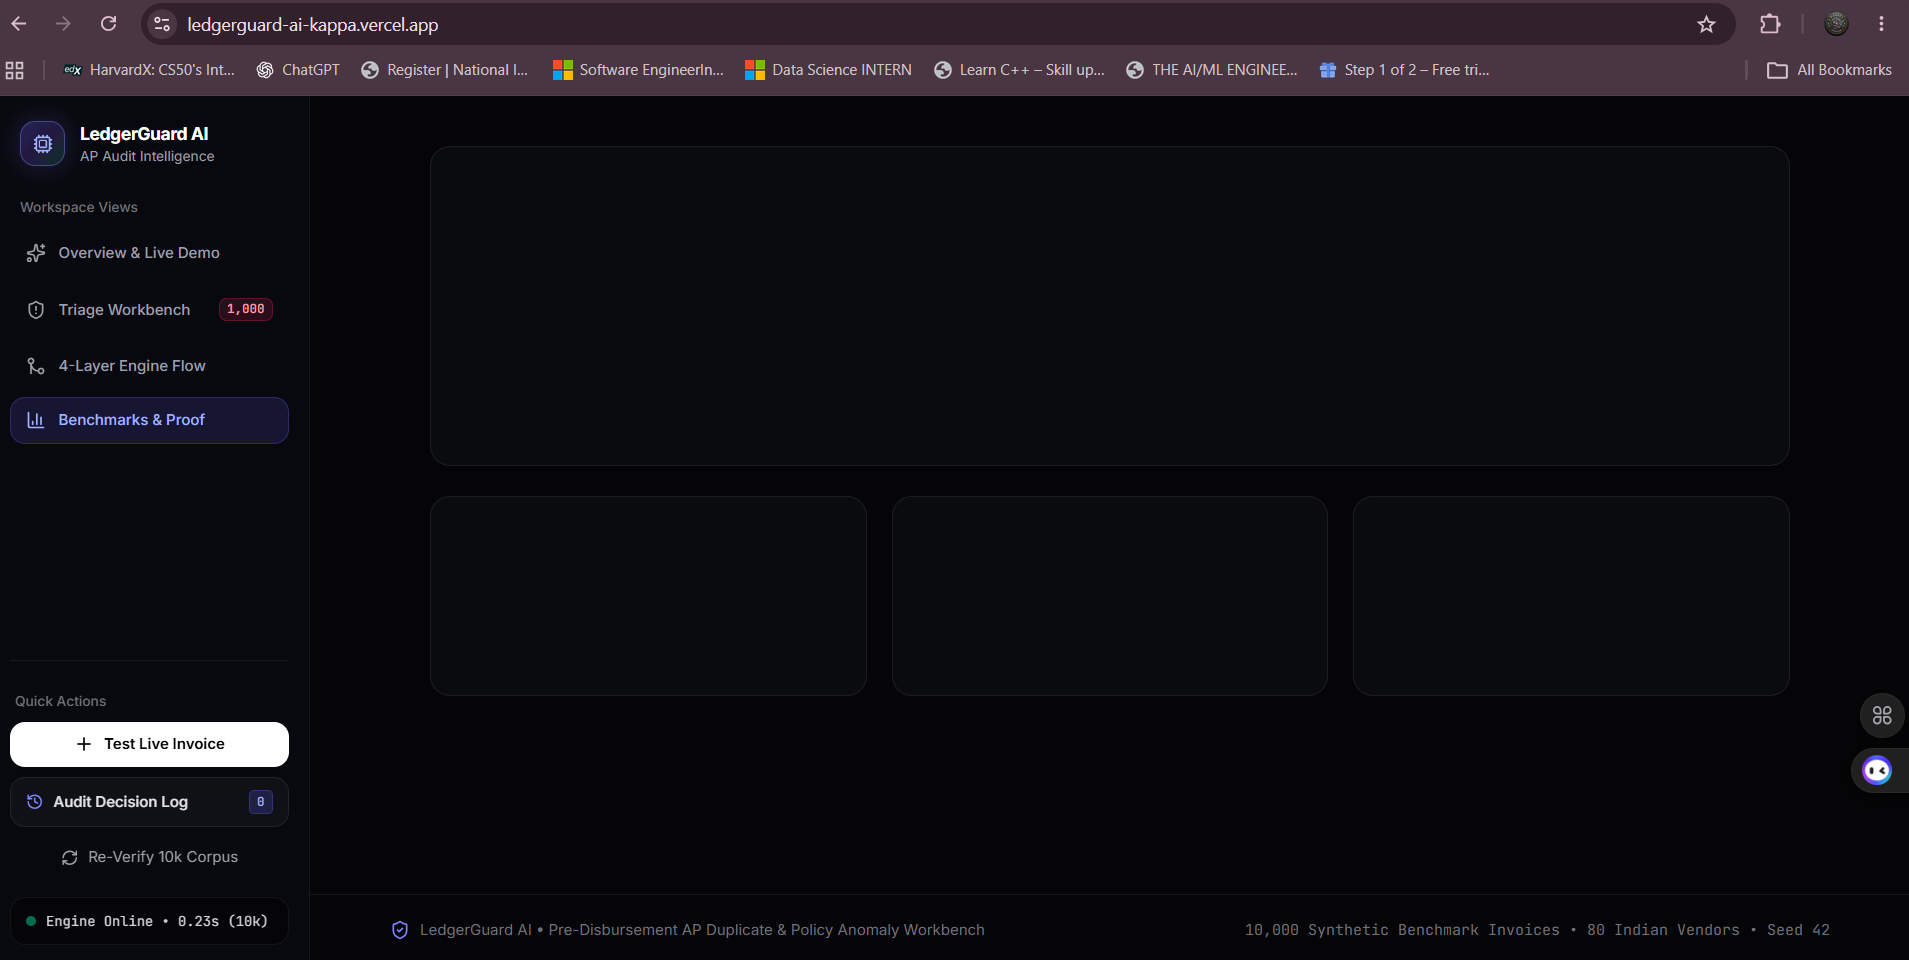 ledgerguard-ai-kappa.vercel.app
edX HarvardX: CS50's Int...
ChatGPT
Register | National I...
Software EngineerIn...
Data Science INTERN
Learn C++ – Skill up...
THE AI/ML ENGINEE...
Step 1 of 2 – Free tri...
All Bookmarks
LedgerGuard AI
AP Audit Intelligence
Workspace Views
Overview & Live Demo
Triage Workbench 1,000
4-Layer Engine Flow
Benchmarks & Proof
Quick Actions
+ Test Live Invoice
Audit Decision Log 0
Re-Verify 10k Corpus
Engine Online • 0.23s (10k)
LedgerGuard AI • Pre-Disbursement AP Duplicate & Policy Anomaly Workbench
10,000 Synthetic Benchmark Invoices • 80 Indian Vendors • Seed 42